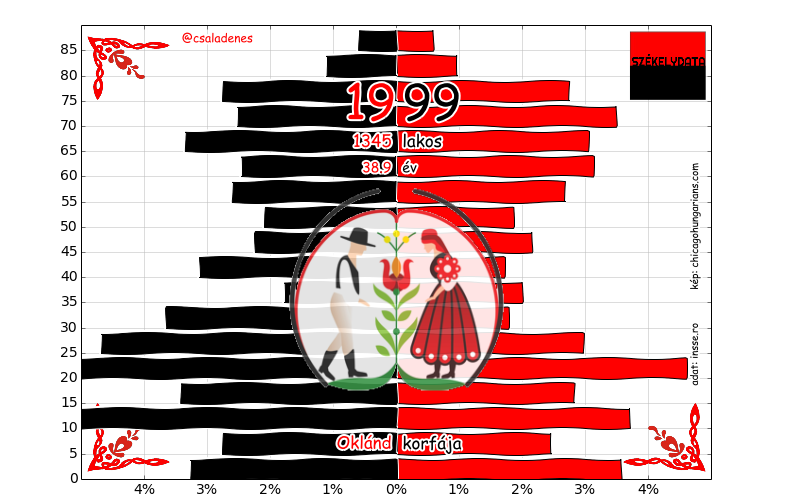 @csaladenes
SZÉKELYDATA
1999
1345 lakos
38.9 év
kép: chicagohungarians.com
adat: insse.ro
Oklánd korfája
85
80
75
70
65
60
55
50
45
40
35
30
25
20
15
10
5
0
4% 3% 2% 1% 0% 1% 2% 3% 4%